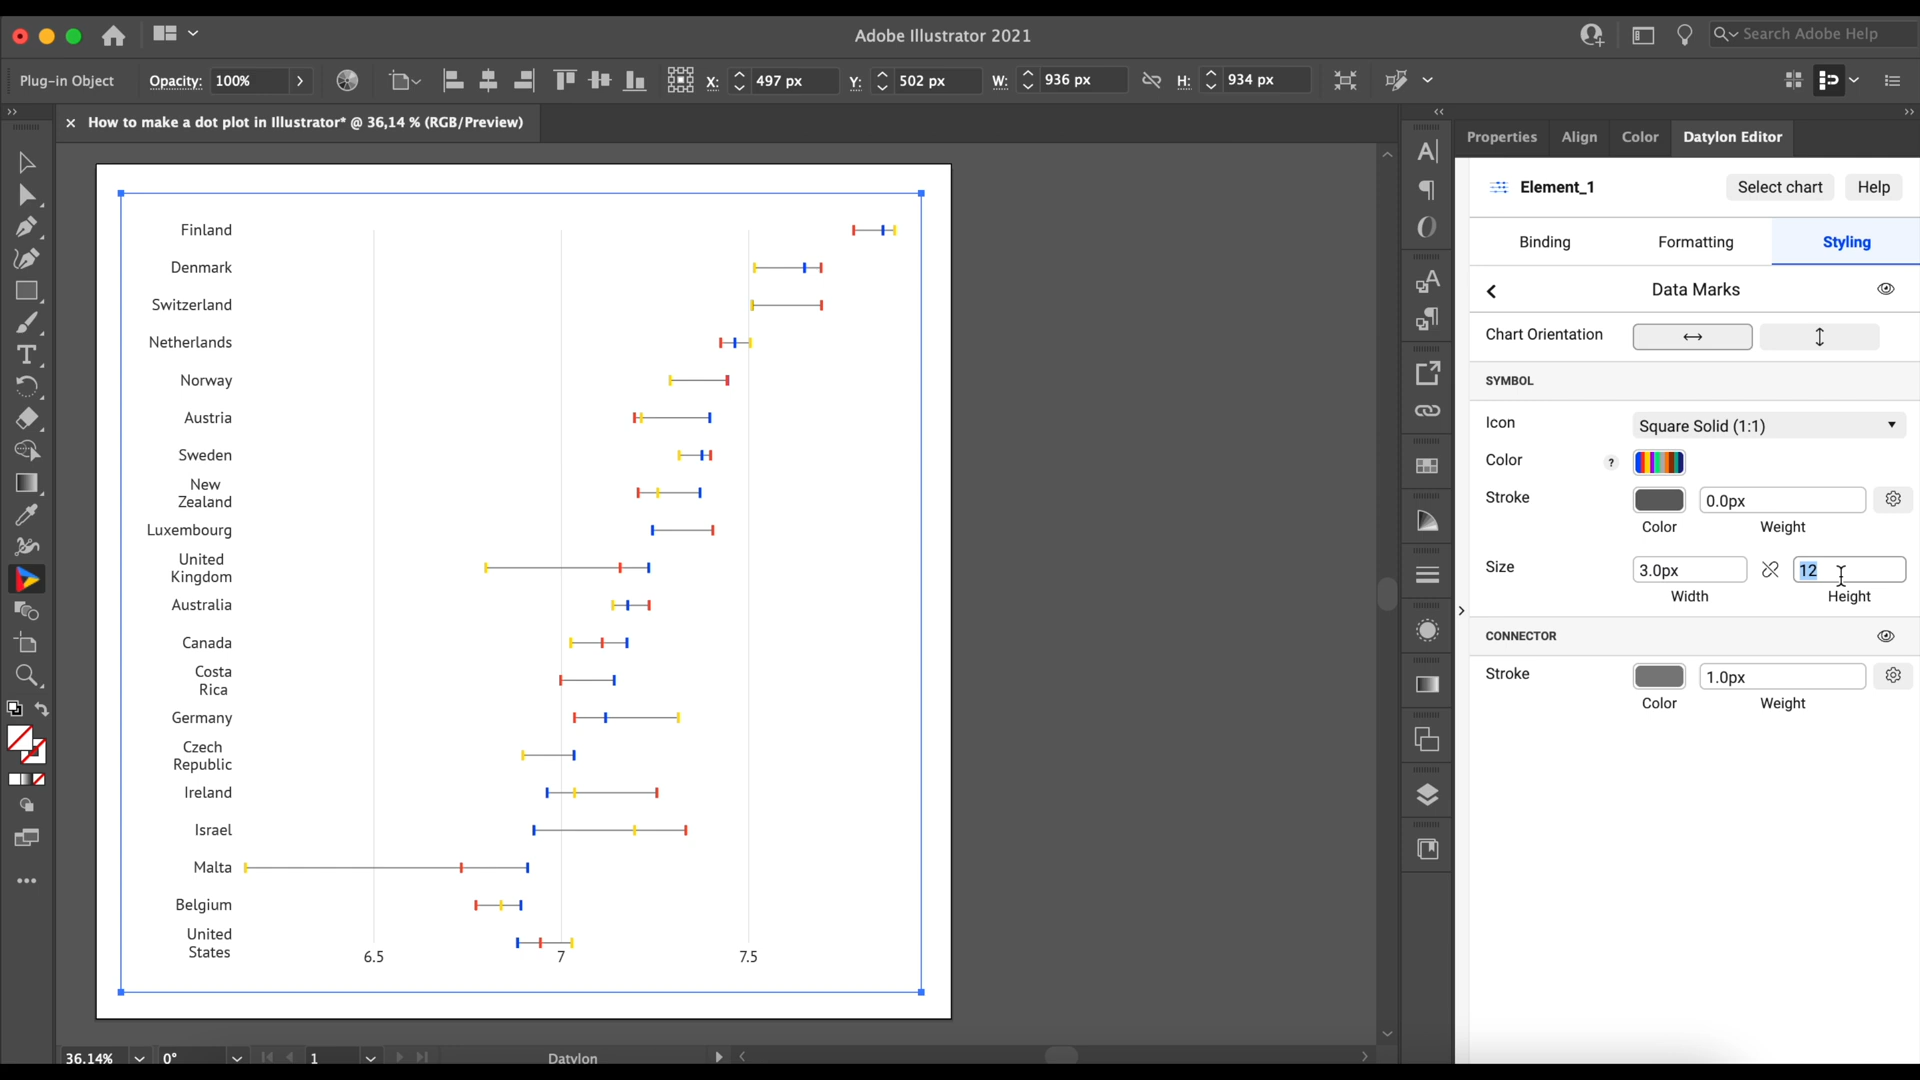 Adobe Illustrator 2021
Search Adobe Help
Plug-in Object
Opacity: 100%
X: 497 px
Y: 502 px
W: 936 px
H: 934 px
× How to make a dot plot in Illustrator* @ 36,14 % (RGB/Preview)
Properties
Align
Color
Datylon Editor
Element_1
Select chart
Help
Binding
Formatting
Styling
Data Marks
Chart Orientation
SYMBOL
Icon
Square Solid (1:1)
Color
?
Stroke
0.0px
Color
Weight
Size
3.0px
12
Width
Height
CONNECTOR
Stroke
1.0px
Color
Weight
Finland
Denmark
Switzerland
Netherlands
Norway
Austria
Sweden
New
Zealand
Luxembourg
United
Kingdom
Australia
Canada
Costa
Rica
Germany
Czech
Republic
Ireland
Israel
Malta
Belgium
United
States
6.5
7
7.5
36,14%
0°
1
Datylon